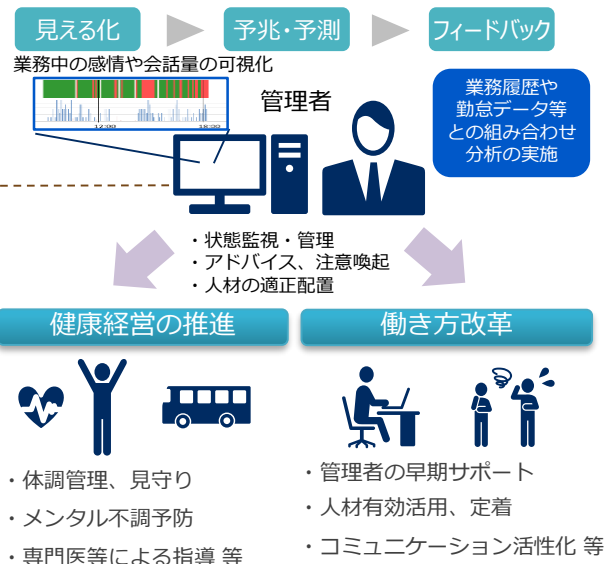 見える化
予兆・予測
フィードバック
業務中の感情や会話量の可視化
12:00
18:00
管理者
業務履歴や
勤怠データ等
との組み合わせ
分析の実施
・状態監視・管理
・アドバイス、注意喚起
・人材の適正配置
健康経営の推進
働き方改革
・体調管理、見守り
・メンタル不調予防
・専門医等による指導 等
・管理者の早期サポート
・人材有効活用、定着
・コミュニケーション活性化 等